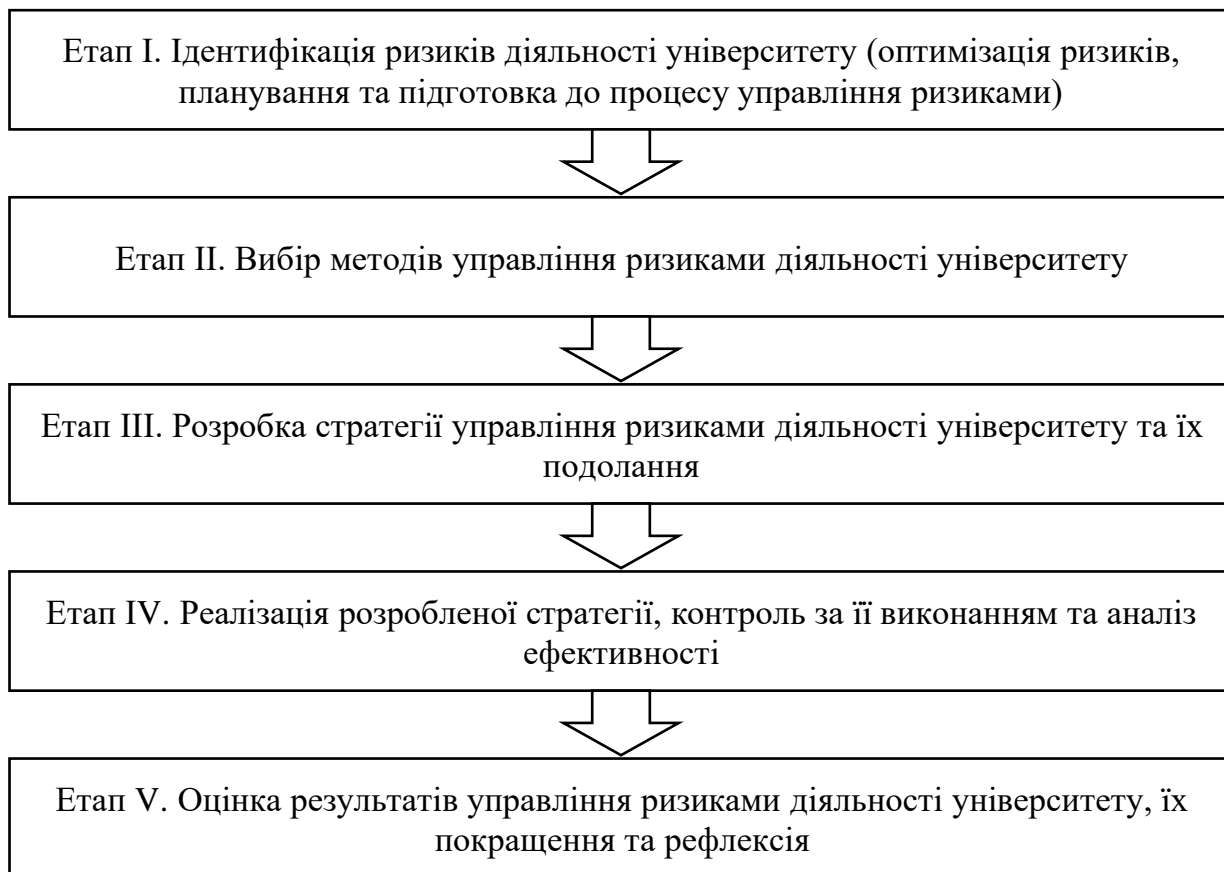 Етап I. Ідентифікація ризиків діяльності університету (оптимізація ризиків,
планування та підготовка до процесу управління ризиками)
Етап II. Вибір методів управління ризиками діяльності університету
Етап III. Розробка стратегії управління ризиками діяльності університету та їх
подолання
Етап IV. Реалізація розробленої стратегії, контроль за її виконанням та аналіз
ефективності
Етап V. Оцінка результатів управління ризиками діяльності університету, їх
покращення та рефлексія